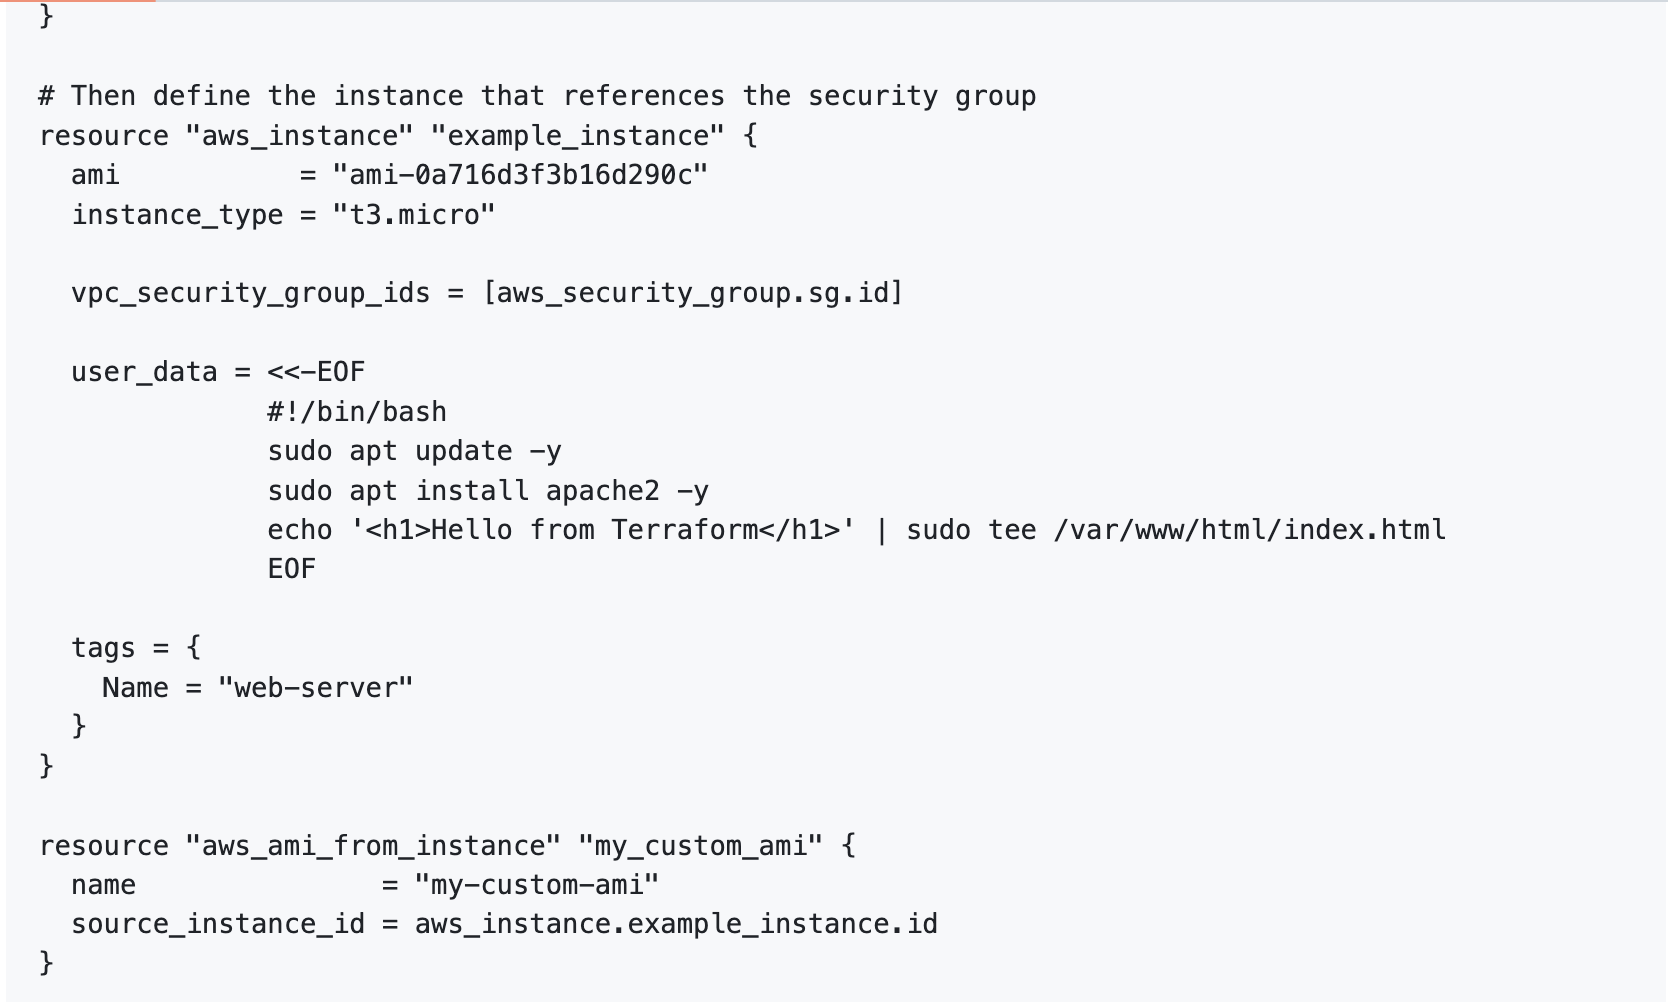 }
# Then define the instance that references the security group
resource "aws_instance" "example_instance" {
  ami           = "ami-0a716d3f3b16d290c"
  instance_type = "t3.micro"

  vpc_security_group_ids = [aws_security_group.sg.id]

  user_data = <<-EOF
              #!/bin/bash
              sudo apt update -y
              sudo apt install apache2 -y
              echo '<h1>Hello from Terraform</h1>' | sudo tee /var/www/html/index.html
              EOF

  tags = {
    Name = "web-server"
  }
}

resource "aws_ami_from_instance" "my_custom_ami" {
  name               = "my-custom-ami"
  source_instance_id = aws_instance.example_instance.id
}